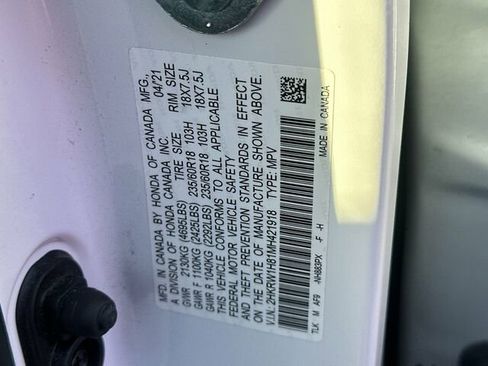 MFD. IN CANADA BY HONDA OF CANADA MFG.,
A DIVISION OF HONDA CANADA INC. 04/21
GVWR 2130KG (4695LBS) TIRE SIZE RIM SIZE
GAWR F 1100KG (2425LBS) 235/60R18 103H 18X7.5J
GAWR R 1040KG (2292LBS) 235/60R18 103H 18X7.5J
THIS VEHICLE CONFORMS TO ALL APPLICABLE
FEDERAL MOTOR VEHICLE SAFETY
AND THEFT PREVENTION STANDARDS IN EFFECT
ON THE DATE OF MANUFACTURE SHOWN ABOVE.
V.I.N: 2HKRW1H81MH421918 TYPE: MPV
NH883PX -F -H MADE IN CANADA
TLK M AF9